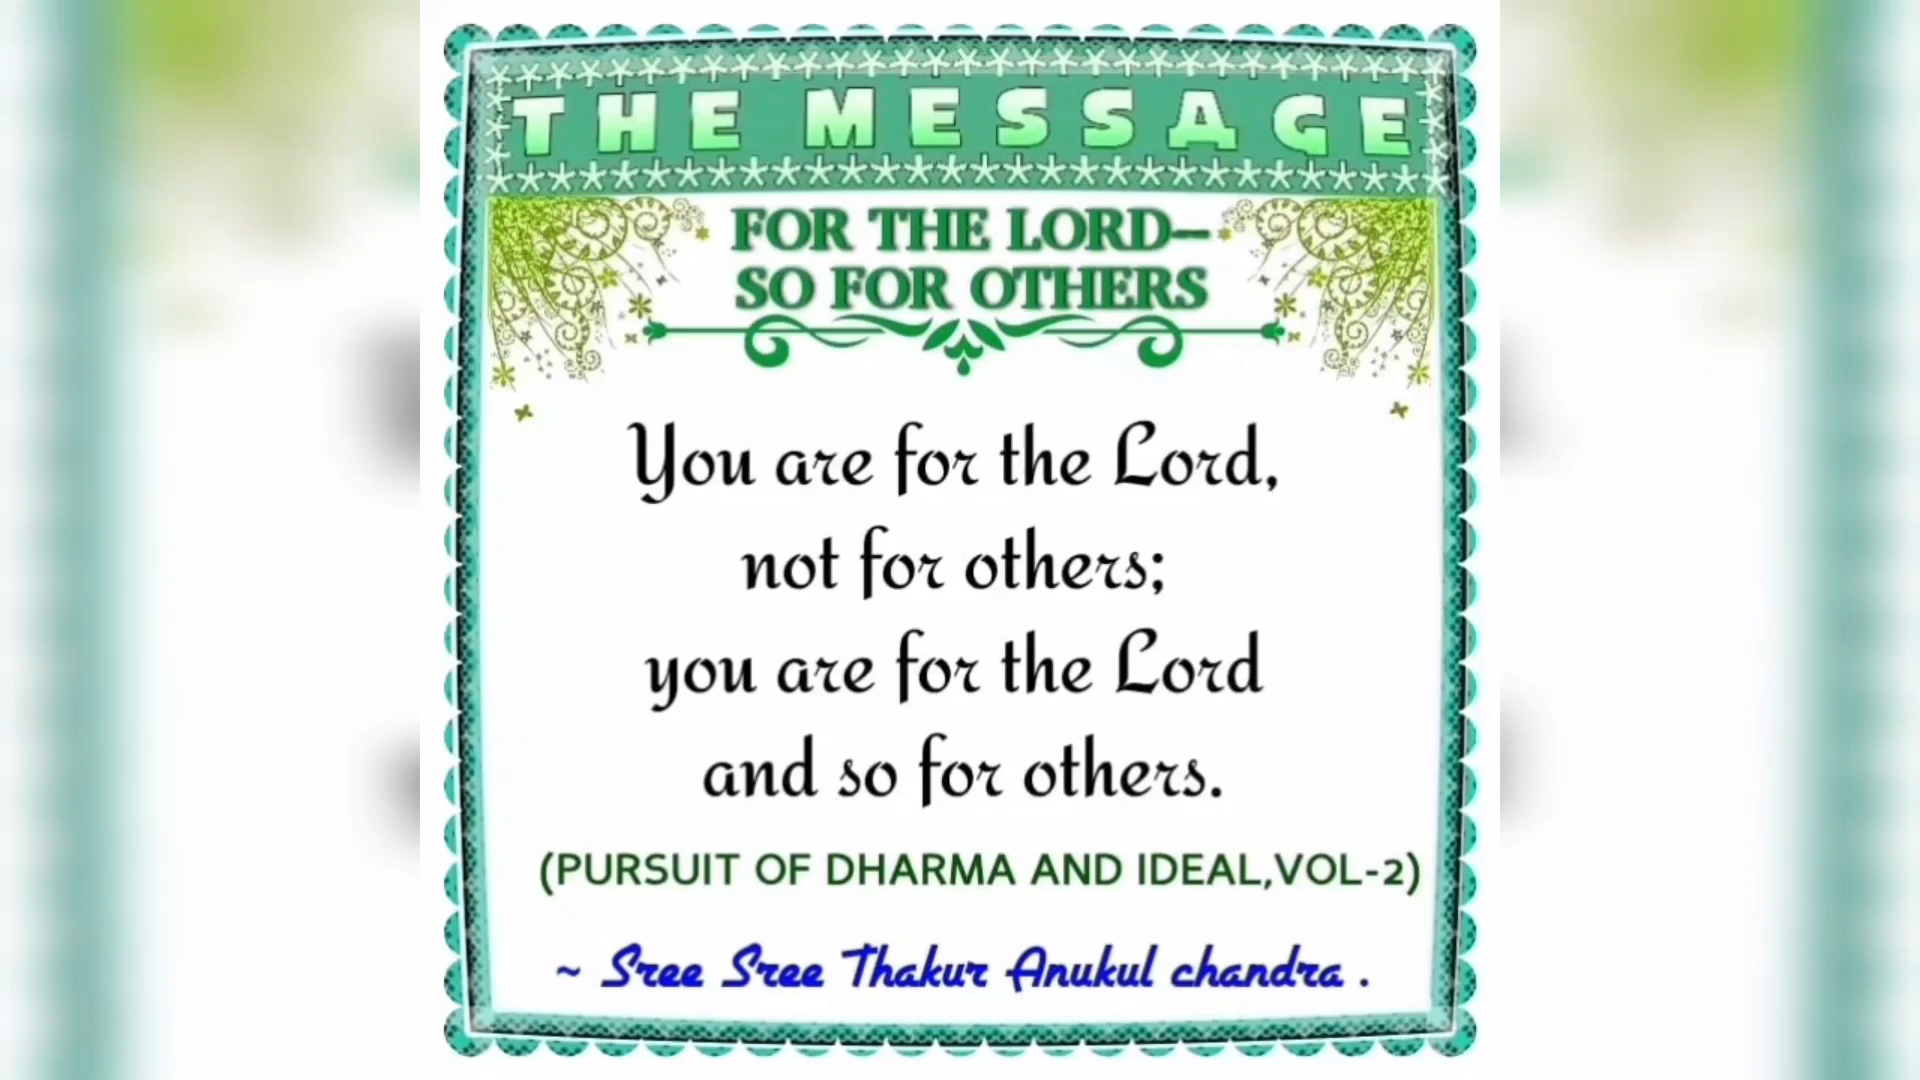 THE MESSAGE
FOR THE LORD—
SO FOR OTHERS
You are for the Lord,
not for others;
you are for the Lord
and so for others.
(PURSUIT OF DHARMA AND IDEAL,VOL-2)
~ Sree Sree Thakur Anukul chandra .